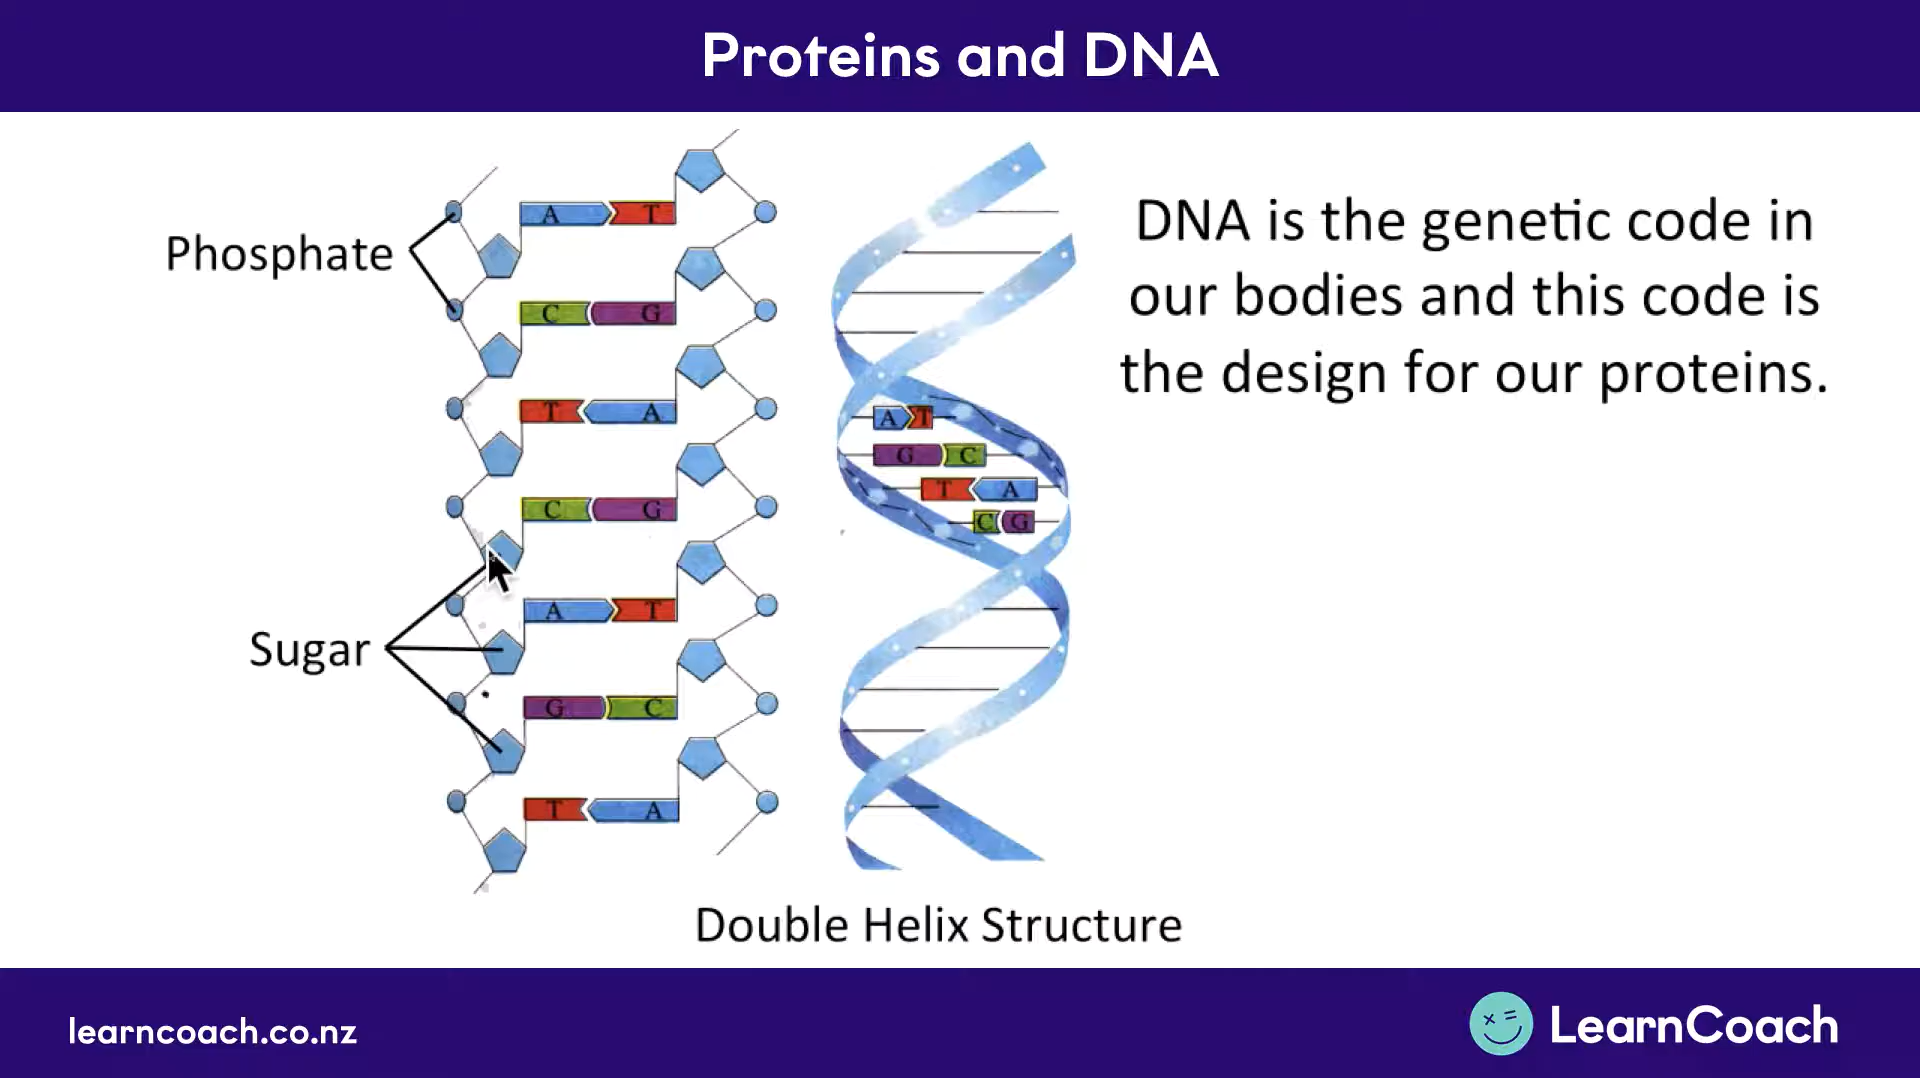 Proteins and DNA
Phosphate
Sugar
A T
C G
T A
C G
A T
G C
T A
A T
G C
T A
C G
DNA is the genetic code in
our bodies and this code is
the design for our proteins.
Double Helix Structure
learncoach.co.nz
LearnCoach